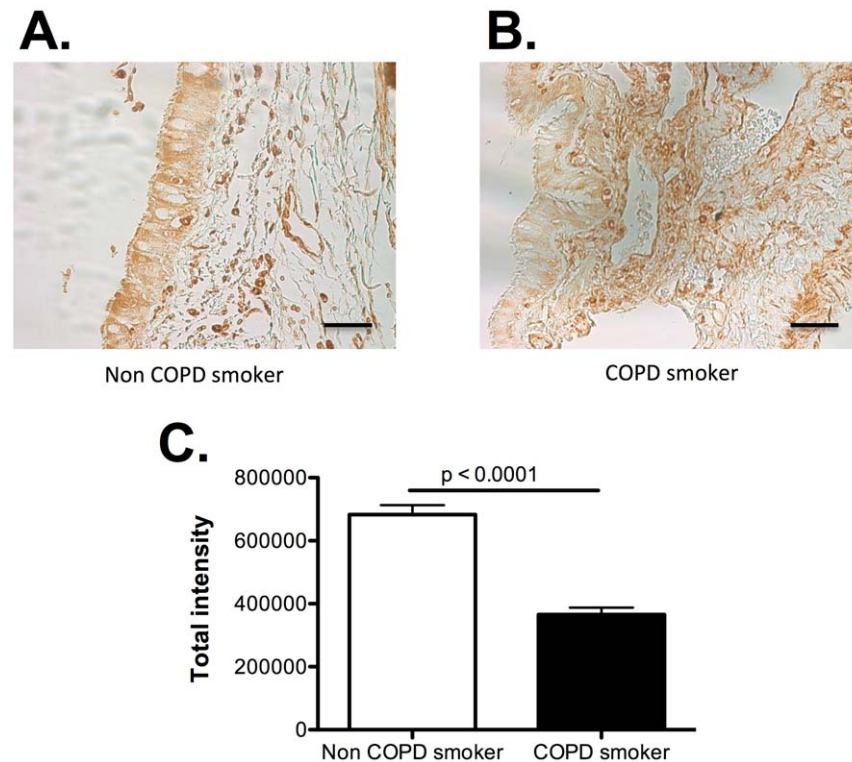 A.
B.
Non COPD smoker
COPD smoker
C.
p < 0.0001
Total intensity
800000
600000
400000
200000
0
Non COPD smoker
COPD smoker